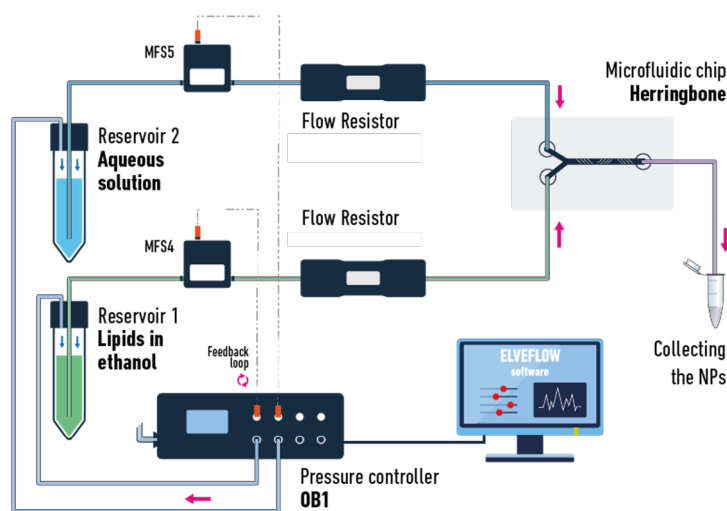 MFS5
Flow Resistor
Microfluidic chip
Herringbone
Reservoir 2
Aqueous
solution
MFS4
Flow Resistor
Reservoir 1
Lipids in
ethanol
Feedback
loop
ELVEFLOW
software
Collecting
the NPs
Pressure controller
OB1